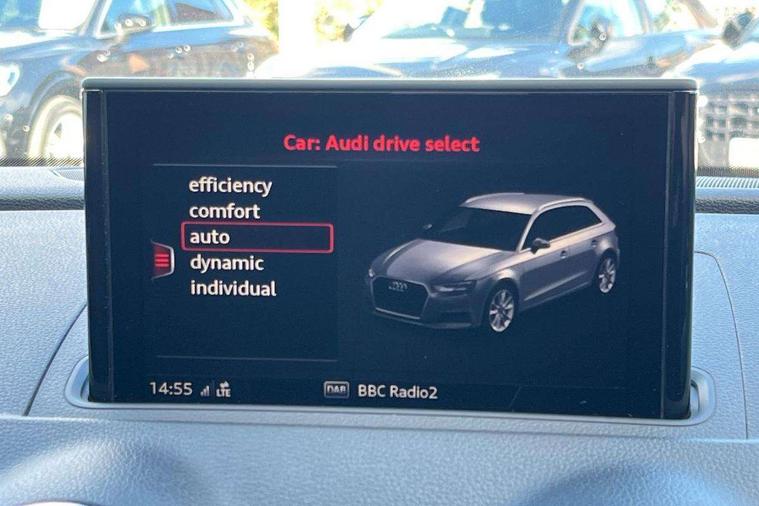 Car: Audi drive select
efficiency
comfort
auto
dynamic
individual
14:55 LTE DAB BBC Radio2